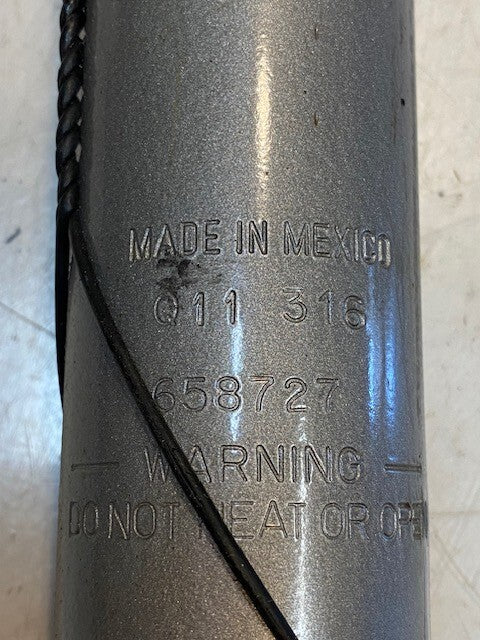 MADE IN MEXICO
Q11 316
658727
— WARNING —
DO NOT HEAT OR OPEN